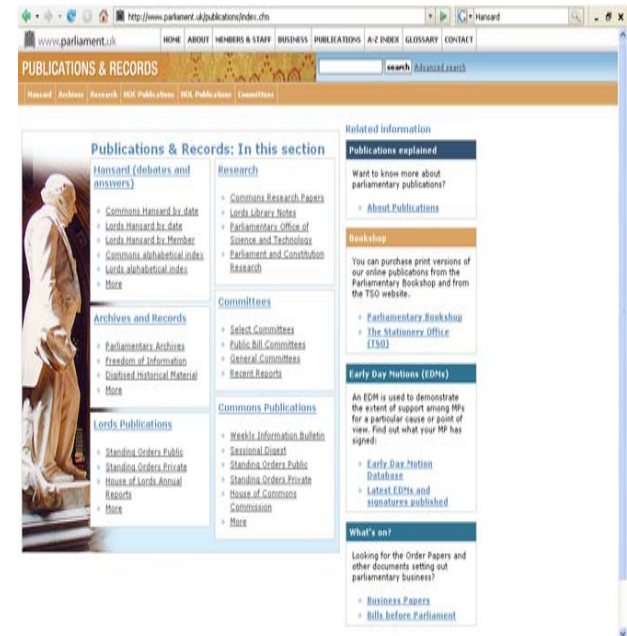 http://www.parliament.uk/publications/index.cfm
Hansard
www.parliament.uk
HOME ABOUT MEMBERS & STAFF BUSINESS PUBLICATIONS A-Z INDEX GLOSSARY CONTACT
PUBLICATIONS & RECORDS
search Advanced search
Hansard Archives Research HOC Publications HOL Publications Committees
Publications & Records: In this section
Hansard (debates and
answers)
Commons Hansard by date
Lords Hansard by date
Lords Hansard by Member
Commons alphabetical index
Lords alphabetical index
More
Archives and Records
Parliamentary Archives
Freedom of Information
Digitised Historical Material
More
Lords Publications
Standing Orders Public
Standing Orders Private
House of Lords Annual
Reports
More
Research
Commons Research Papers
Lords Library Notes
Parliamentary Office of
Science and Technology
Parliament and Constitution
Research
Committees
Select Committees
Public Bill Committees
General Committees
Recent Reports
Commons Publications
Weekly Information Bulletin
Sessional Digest
Standing Orders Public
Standing Orders Private
House of Commons
Commission
More
Related information
Publications explained
Want to know more about
parliamentary publications?
About Publications
Bookshop
You can purchase print versions of
our online publications from the
Parliamentary Bookshop and from
the TSO website.
Parliamentary Bookshop
The Stationery Office
(TSO)
Early Day Motions (EDMs)
An EDM is used to demonstrate
the extent of support among MPs
for a particular cause or point of
view. Find out what your MP has
signed:
Early Day Motion
Database
Latest EDMs and
signatures published
What's on?
Looking for the Order Papers and
other documents setting out
parliamentary business?
Business Papers
Bills before Parliament